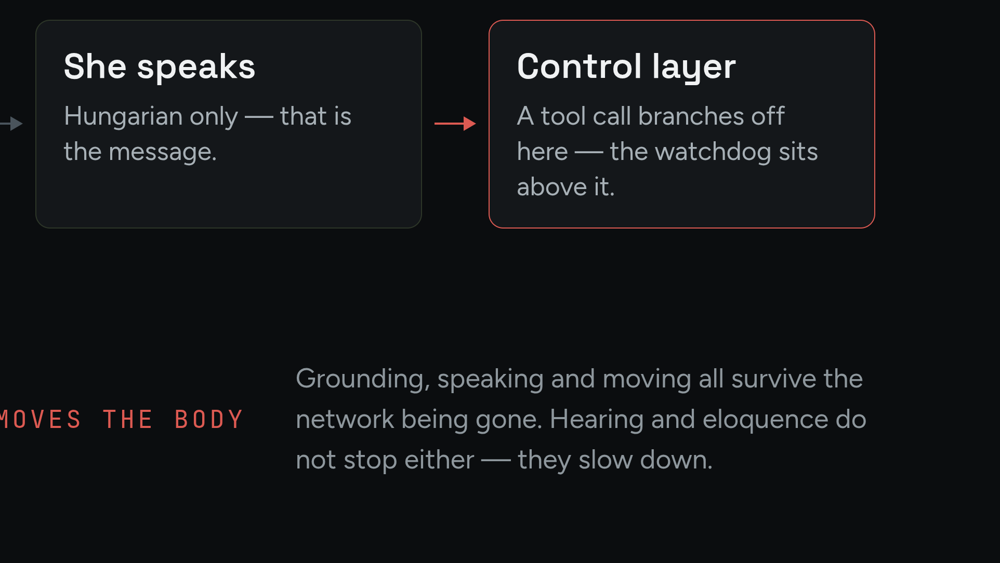 She speaks
Hungarian only — that is
the message.
Control layer
A tool call branches off
here — the watchdog sits
above it.
MOVES THE BODY
Grounding, speaking and moving all survive the
network being gone. Hearing and eloquence do
not stop either — they slow down.